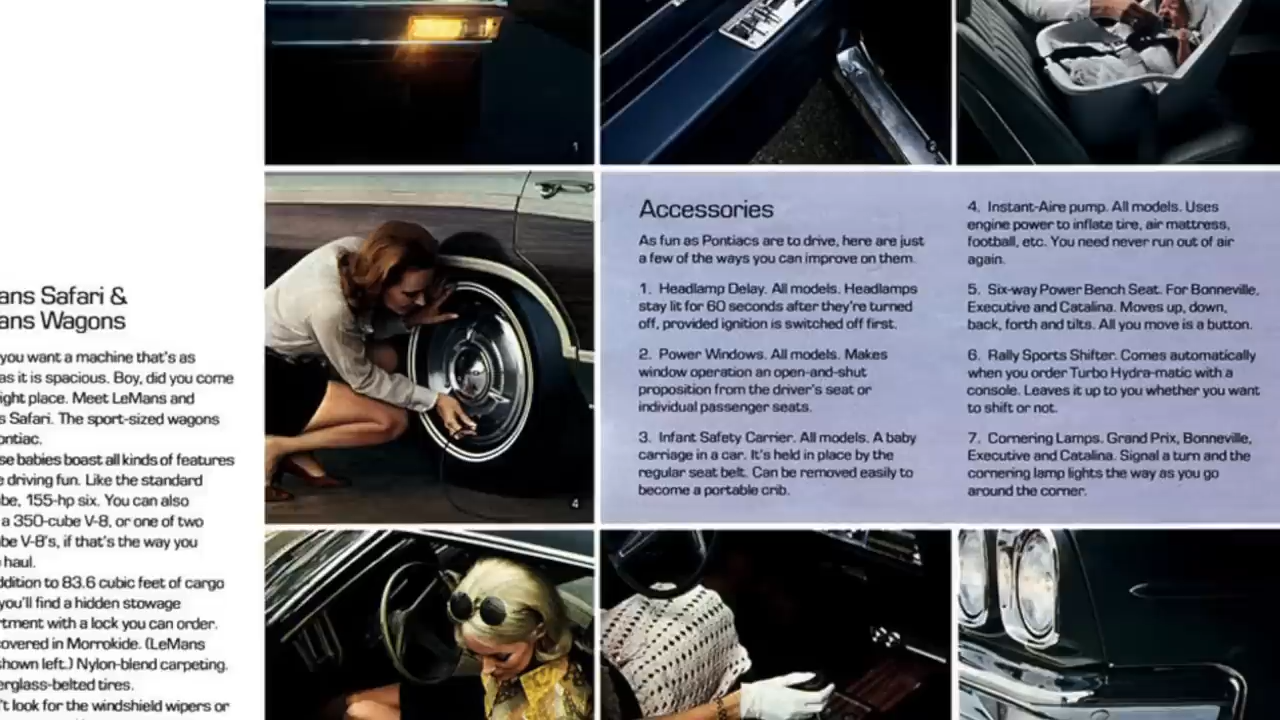 1
ans Safari &
ans Wagons
you want a machine that's as
as it is spacious. Boy, did you come
ight place. Meet LeMans and
s Safari. The sport-sized wagons
ontiac.
se babies boast all kinds of features
e driving fun. Like the standard
be, 155-hp six. You can also
a 350-cube V-8, or one of two
be V-8's, if that's the way you
haul.
ddition to 83.6 cubic feet of cargo
you'll find a hidden stowage
rtment with a lock you can order.
covered in Morrokide. (LeMans
shown left.) Nylon-blend carpeting.
erglass-belted tires.
't look for the windshield wipers or
4
Accessories
As fun as Pontiacs are to drive, here are just
a few of the ways you can improve on them.
1. Headlamp Delay. All models. Headlamps
stay lit for 60 seconds after they're turned
off, provided ignition is switched off first.
2. Power Windows. All models. Makes
window operation an open-and-shut
proposition from the driver's seat or
individual passenger seats.
3. Infant Safety Carrier. All models. A baby
carriage in a car. It's held in place by the
regular seat belt. Can be removed easily to
become a portable crib.
4. Instant-Aire pump. All models. Uses
engine power to inflate tire, air mattress,
football, etc. You need never run out of air
again.
5. Six-way Power Bench Seat. For Bonneville,
Executive and Catalina. Moves up, down,
back, forth and tilts. All you move is a button.
6. Rally Sports Shifter. Comes automatically
when you order Turbo Hydra-matic with a
console. Leaves it up to you whether you want
to shift or not.
7. Cornering Lamps. Grand Prix, Bonneville,
Executive and Catalina. Signal a turn and the
cornering lamp lights the way as you go
around the corner.